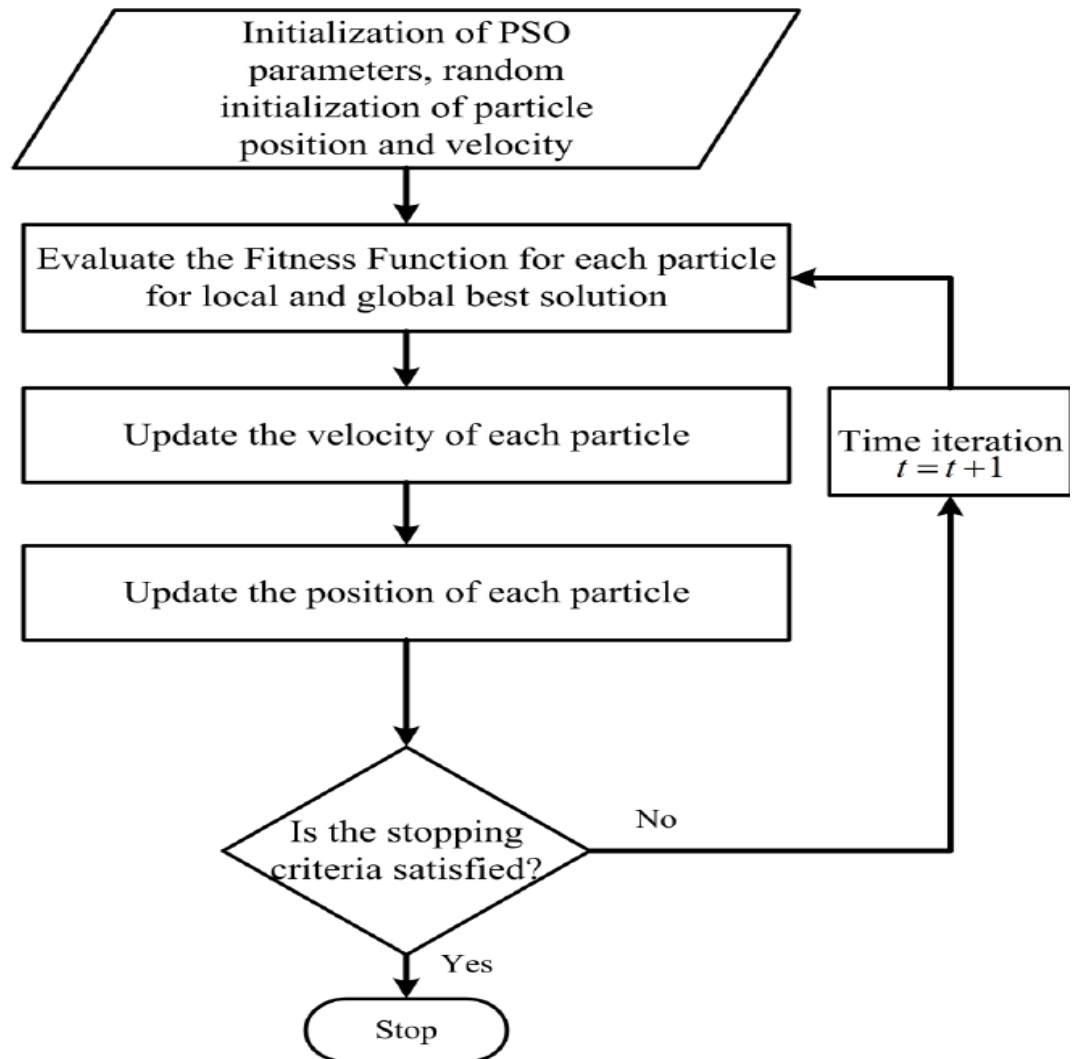 Initialization of PSO
parameters, random
initialization of particle
position and velocity
Evaluate the Fitness Function for each particle
for local and global best solution
Update the velocity of each particle
Time iteration
t = t +1
Update the position of each particle
Is the stopping
criteria satisfied?
No
Yes
Stop